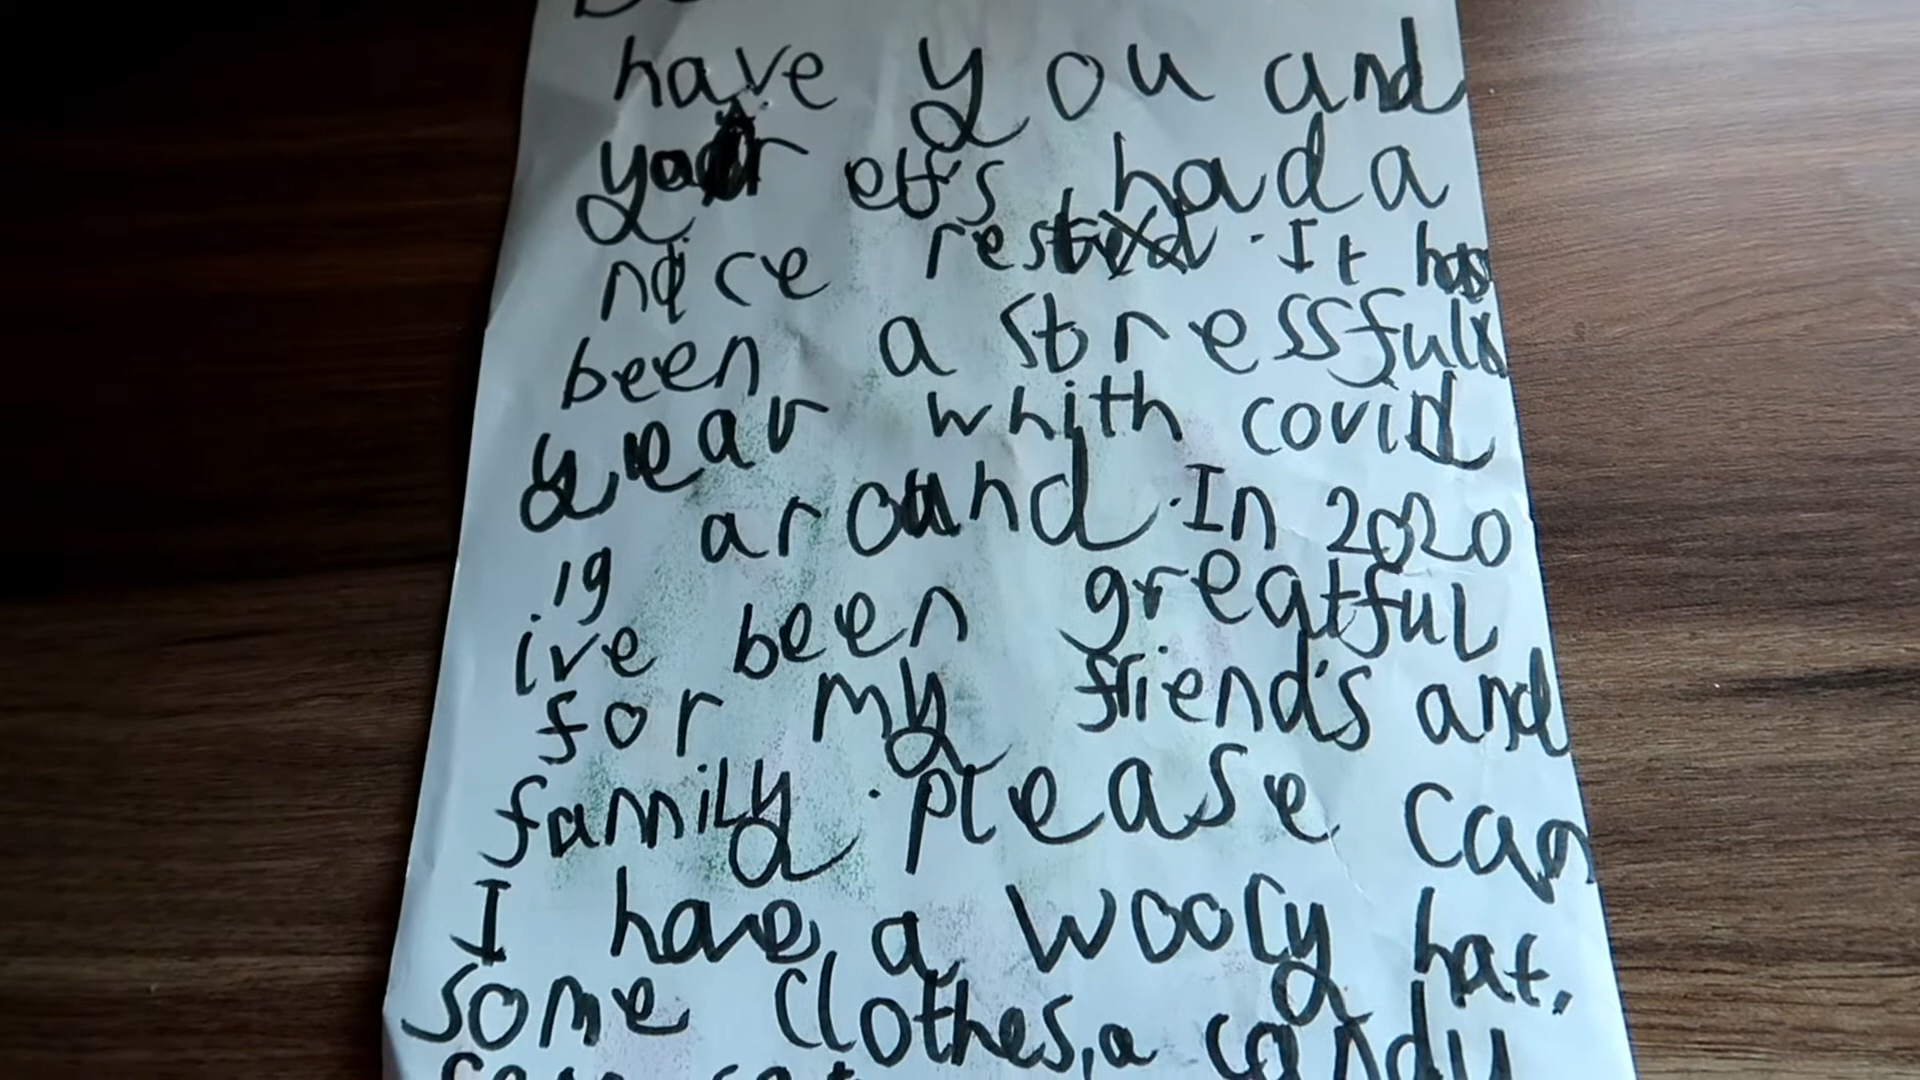 have you and
your elf's had a
nice rest. It has
been a stressful
year whith covid
19 around. In 2020
ive been greatful
for my friend's and
family. please can
I have a wooly hat,
some clothes, a candy